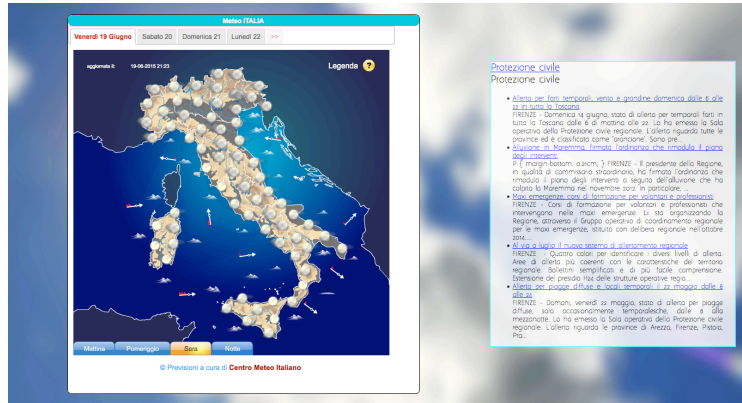 Meteo ITALIA
Venerdì 19 Giugno Sabato 20 Domenica 21 Lunedì 22 >>
aggiornata il: 19-06-2015 21:23
Legenda ?
Mattina Pomeriggio Sera Notte
© Previsioni a cura di Centro Meteo Italiano
Protezione civile
Protezione civile
• Allerta per forti temporali, vento e grandine domenica dalle 6 alle
22 in tutta la Toscana
FIRENZE - Domenica 14 giugno, stato di allerta per temporali forti in
tutta la Toscana dalle 6 di mattina alle 22. Lo ha emesso la Sala
operativa della Protezione civile regionale. L'allerta riguarda tutte le
province ed è classificato come "arancione". Sono pre...
• Alluvione in Maremma, firmata l'ordinanza che rimodula il piano
degli interventi
P { margin-bottom: 0.21cm; } FIRENZE - Il presidente della Regione,
in qualità di commissario straordinario, ha firmato l'ordinanza che
rimodula il piano degli interventi a seguito dell'alluvione che ha
colpito la Maremma nel novembre 2012. In particolare, ...
• Maxi emergenze, corsi di formazione per volontari e professionisti
FIRENZE - Corsi di formazione per volontari e professionisti che
intervengono nelle maxi emergenze. Li sta organizzando la
Regione, attraverso il Gruppo operativo di coordinamento regionale
per le maxi emergenze, istituito con delibera regionale nell'ottobre
2014....
• Al via a luglio il nuovo sistema di allertamento regionale
FIRENZE - Quattro colori per identificare i diversi livelli di allerta.
Aree di allerta più coerenti con le caratteristiche del territorio
regionale. Bollettini semplificati e di più facile comprensione.
Estensione del presidio H24 delle strutture operative regio...
• Allerta per piogge diffuse e locali temporali il 22 maggio dalle 8
alle 24
FIRENZE - Domani, venerdì 22 maggio, stato di allerta per piogge
diffuse, solo occasionalmente temporalesche, dalle 8 alla
mezzanotte. Lo ha emesso la Sala operativa della Protezione civile
regionale. L'allerta riguarda le province di Arezzo, Firenze, Pistoia,
Pra...